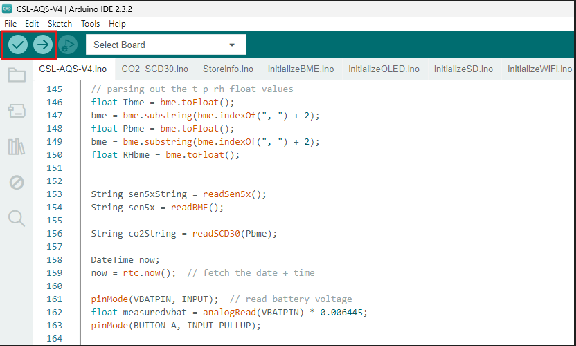 CSL-AQS-V4 | Arduino IDE 2.3.2
File Edit Sketch Tools Help
Select Board
CSL-AQS-V4.ino CO2_SCD30.ino StoreInfo.ino InitializeBME.ino InitializeOLED.ino InitializeSD.ino InitializeWIFI.ino
145 // parsing out the t p rh float values
146 float Tbme = bme.toFloat();
147 bme = bme.substring(bme.indexOf(", ") + 2);
148 float Pbme = bme.toFloat();
149 bme = bme.substring(bme.indexOf(", ") + 2);
150 float RHbme = bme.toFloat();
151
152
153 String sen5xString = readSen5x();
154 String sen5x = readBME();
155
156 String co2String = readSCD30(Pbme);
157
158 DateTime now;
159 now = rtc.now(); // fetch the date + time
160
161 pinMode(VBATPIN, INPUT); // read battery voltage
162 float measuredvbat = analogRead(VBATPIN) * 0.006445;
163 pinMode(BUTTON_A, INPUT_PULLUP);
164